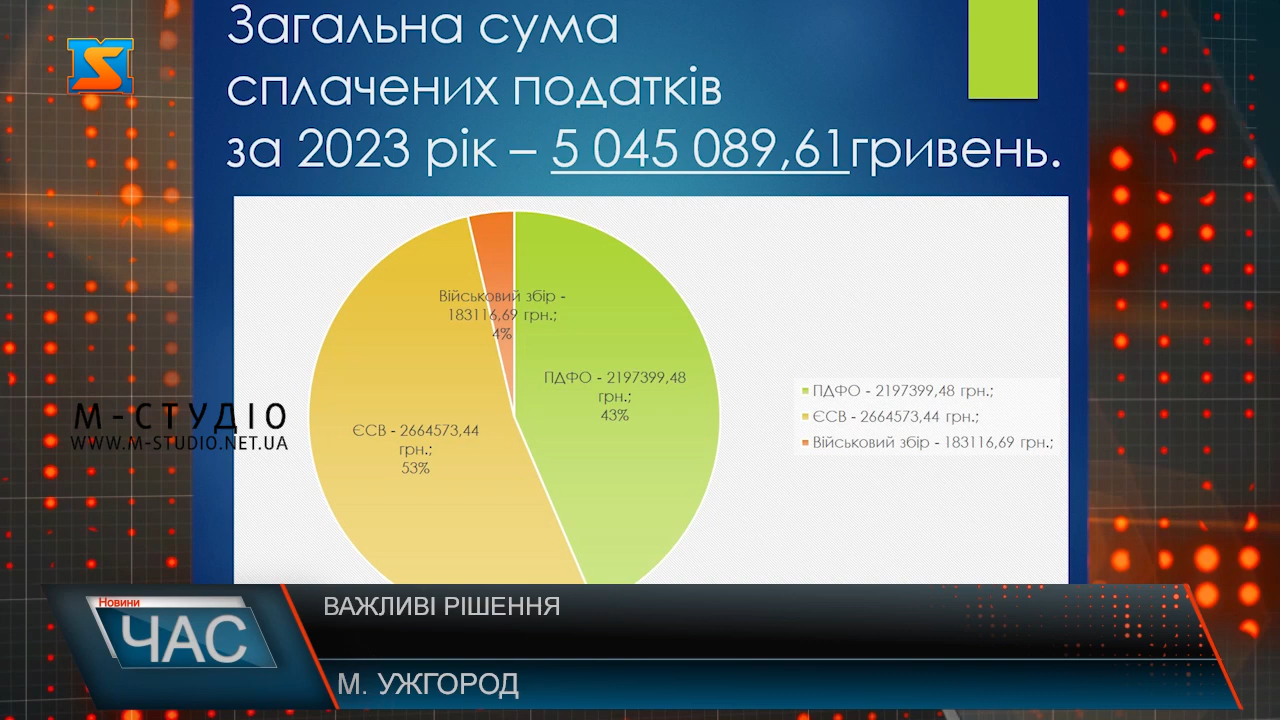 Загальна сума
сплачених податків
за 2023 рік – 5 045 089,61гривень.
Військовий збір -
183116,69 грн.;
4%
ПДФО - 2197399,48
грн.;
43%
ЄСВ - 2664573,44
грн.;
53%
ПДФО - 2197399,48 грн.;
ЄСВ - 2664573,44 грн.;
Військовий збір - 183116,69 грн.;
М-СТУДІО
WWW.M-STUDIO.NET.UA
Новини
ЧАС
ВАЖЛИВІ РІШЕННЯ
М. УЖГОРОД